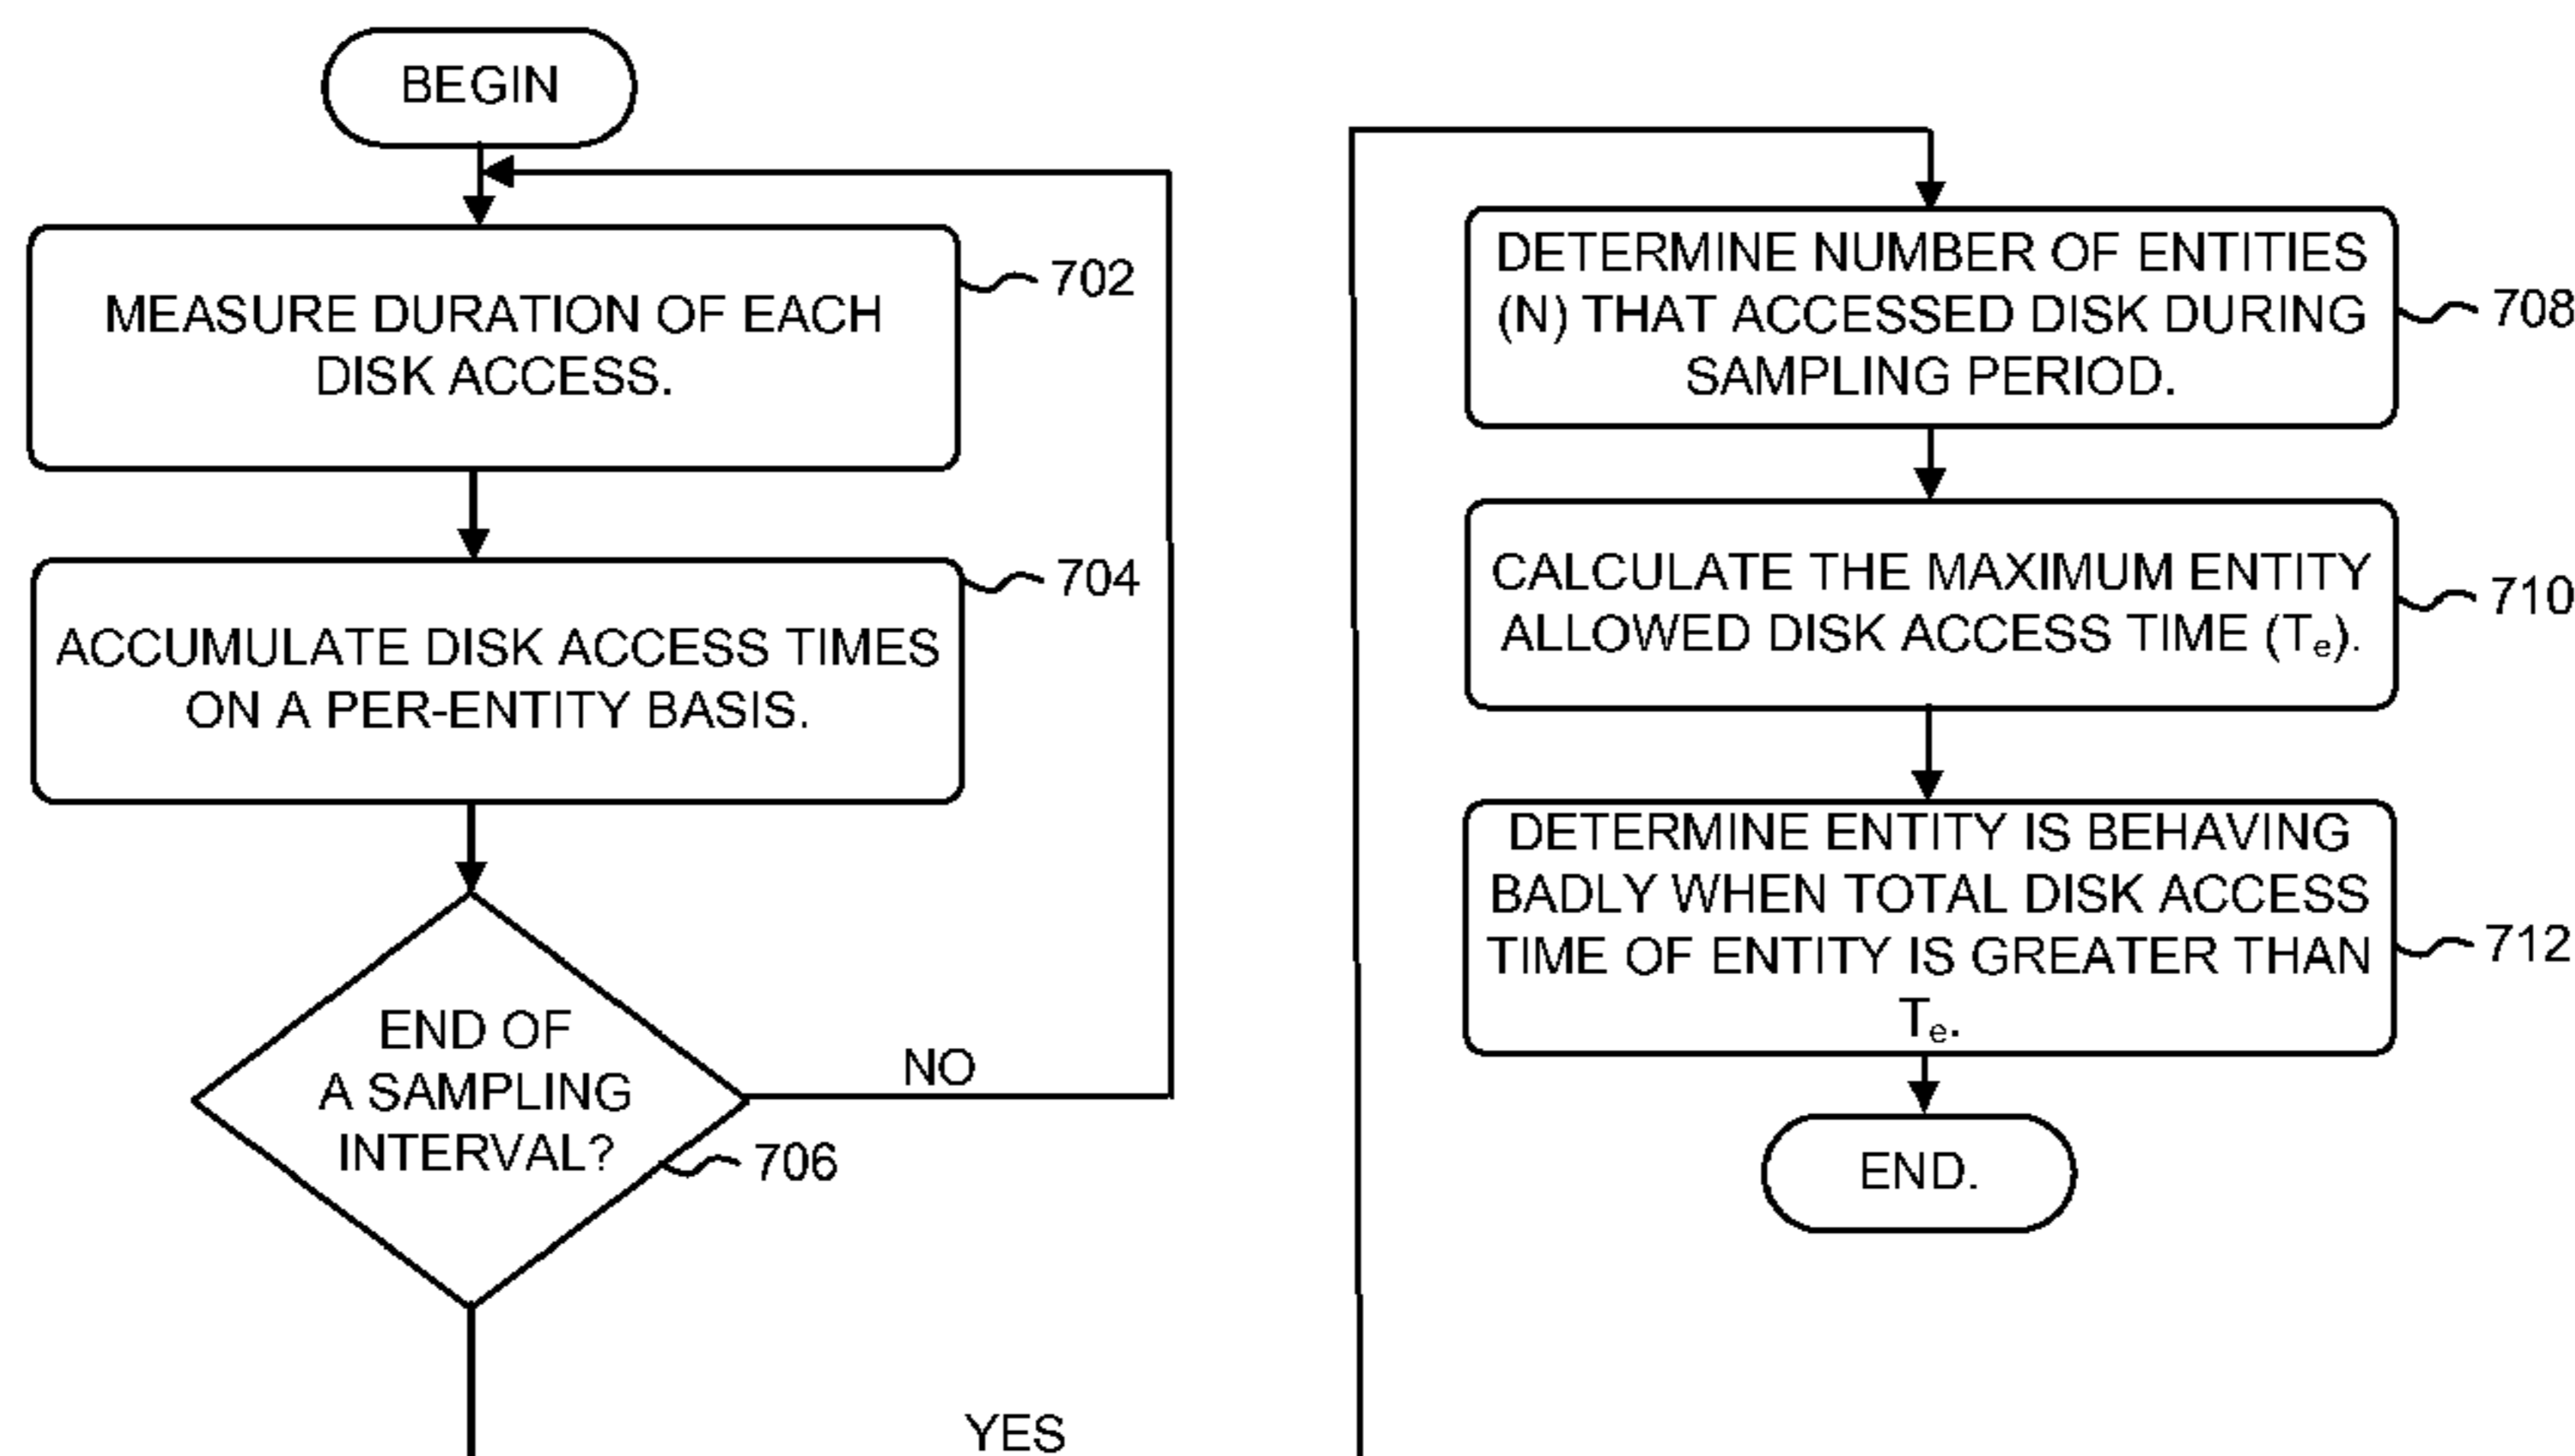 BEGIN
MEASURE DURATION OF EACH
DISK ACCESS.
702
ACCUMULATE DISK ACCESS TIMES
ON A PER-ENTITY BASIS.
704
END OF
A SAMPLING
INTERVAL?
706
NO
YES
DETERMINE NUMBER OF ENTITIES
(N) THAT ACCESSED DISK DURING
SAMPLING PERIOD.
708
CALCULATE THE MAXIMUM ENTITY
ALLOWED DISK ACCESS TIME (Tₑ).
710
DETERMINE ENTITY IS BEHAVING
BADLY WHEN TOTAL DISK ACCESS
TIME OF ENTITY IS GREATER THAN
Tₑ.
712
END.